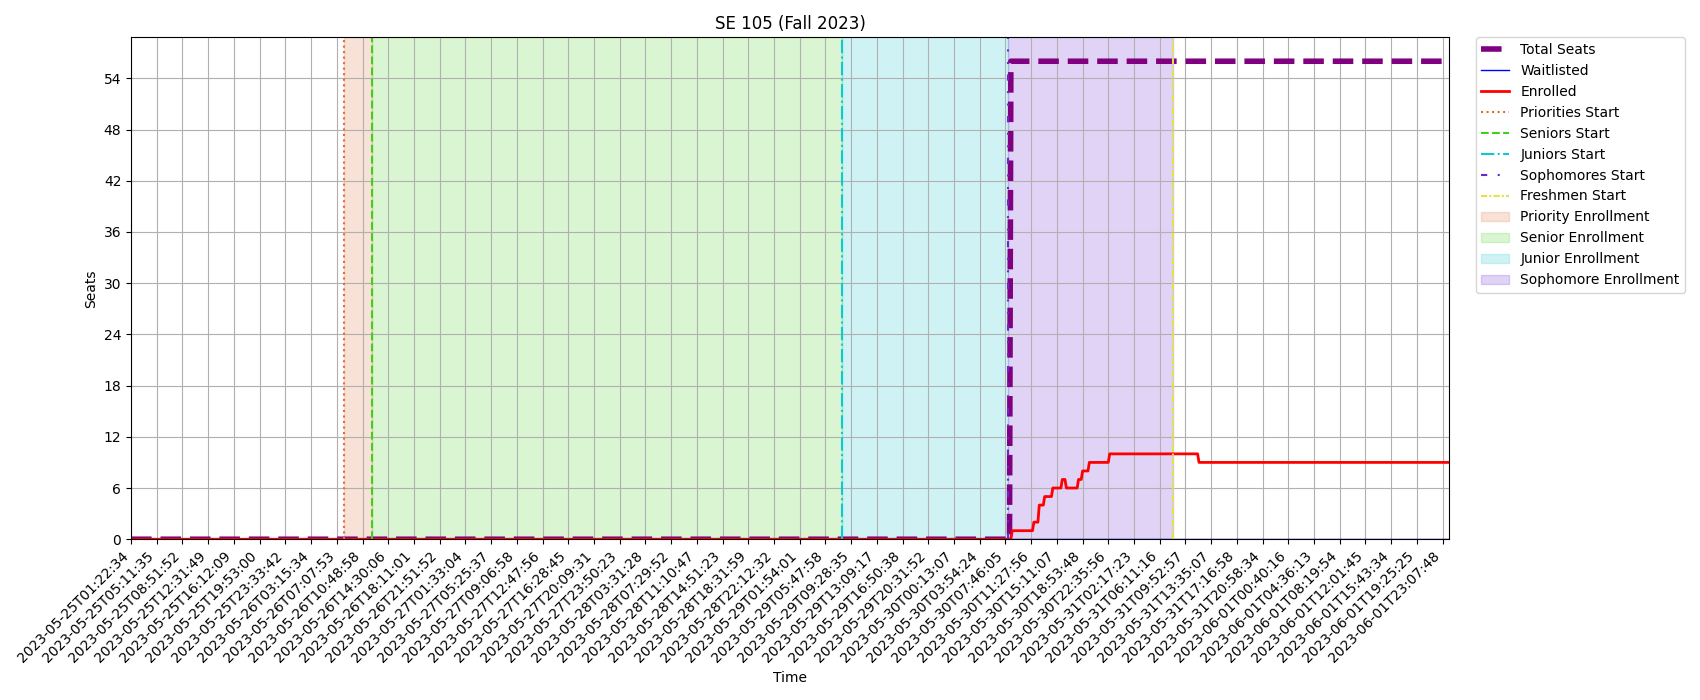 SE 105 (Fall 2023)
Total Seats
Waitlisted
Enrolled
Priorities Start
Seniors Start
Juniors Start
Sophomores Start
Freshmen Start
Priority Enrollment
Senior Enrollment
Junior Enrollment
Sophomore Enrollment
Seats
54
48
42
36
30
24
18
12
6
0
2023-05-25T01:22:34
2023-05-25T05:11:35
2023-05-25T08:51:52
2023-05-25T12:31:49
2023-05-25T16:12:09
2023-05-25T19:53:00
2023-05-25T23:33:42
2023-05-26T03:15:34
2023-05-26T07:07:53
2023-05-26T10:48:58
2023-05-26T14:30:06
2023-05-26T18:11:01
2023-05-26T21:51:52
2023-05-27T01:33:04
2023-05-27T05:25:37
2023-05-27T09:06:58
2023-05-27T12:47:56
2023-05-27T16:28:45
2023-05-27T20:09:31
2023-05-27T23:50:23
2023-05-28T03:31:28
2023-05-28T07:29:52
2023-05-28T11:10:47
2023-05-28T14:51:23
2023-05-28T18:31:59
2023-05-28T22:12:32
2023-05-29T01:54:01
2023-05-29T05:47:58
2023-05-29T09:28:35
2023-05-29T13:09:17
2023-05-29T16:50:38
2023-05-29T20:31:52
2023-05-30T00:13:07
2023-05-30T03:54:24
2023-05-30T07:46:05
2023-05-30T11:27:56
2023-05-30T15:11:07
2023-05-30T18:53:48
2023-05-30T22:35:56
2023-05-31T02:17:23
2023-05-31T06:11:16
2023-05-31T09:52:57
2023-05-31T13:35:07
2023-05-31T17:16:58
2023-05-31T20:58:34
2023-06-01T00:40:16
2023-06-01T04:36:13
2023-06-01T08:19:54
2023-06-01T12:01:45
2023-06-01T15:43:34
2023-06-01T19:25:25
2023-06-01T23:07:48
Time